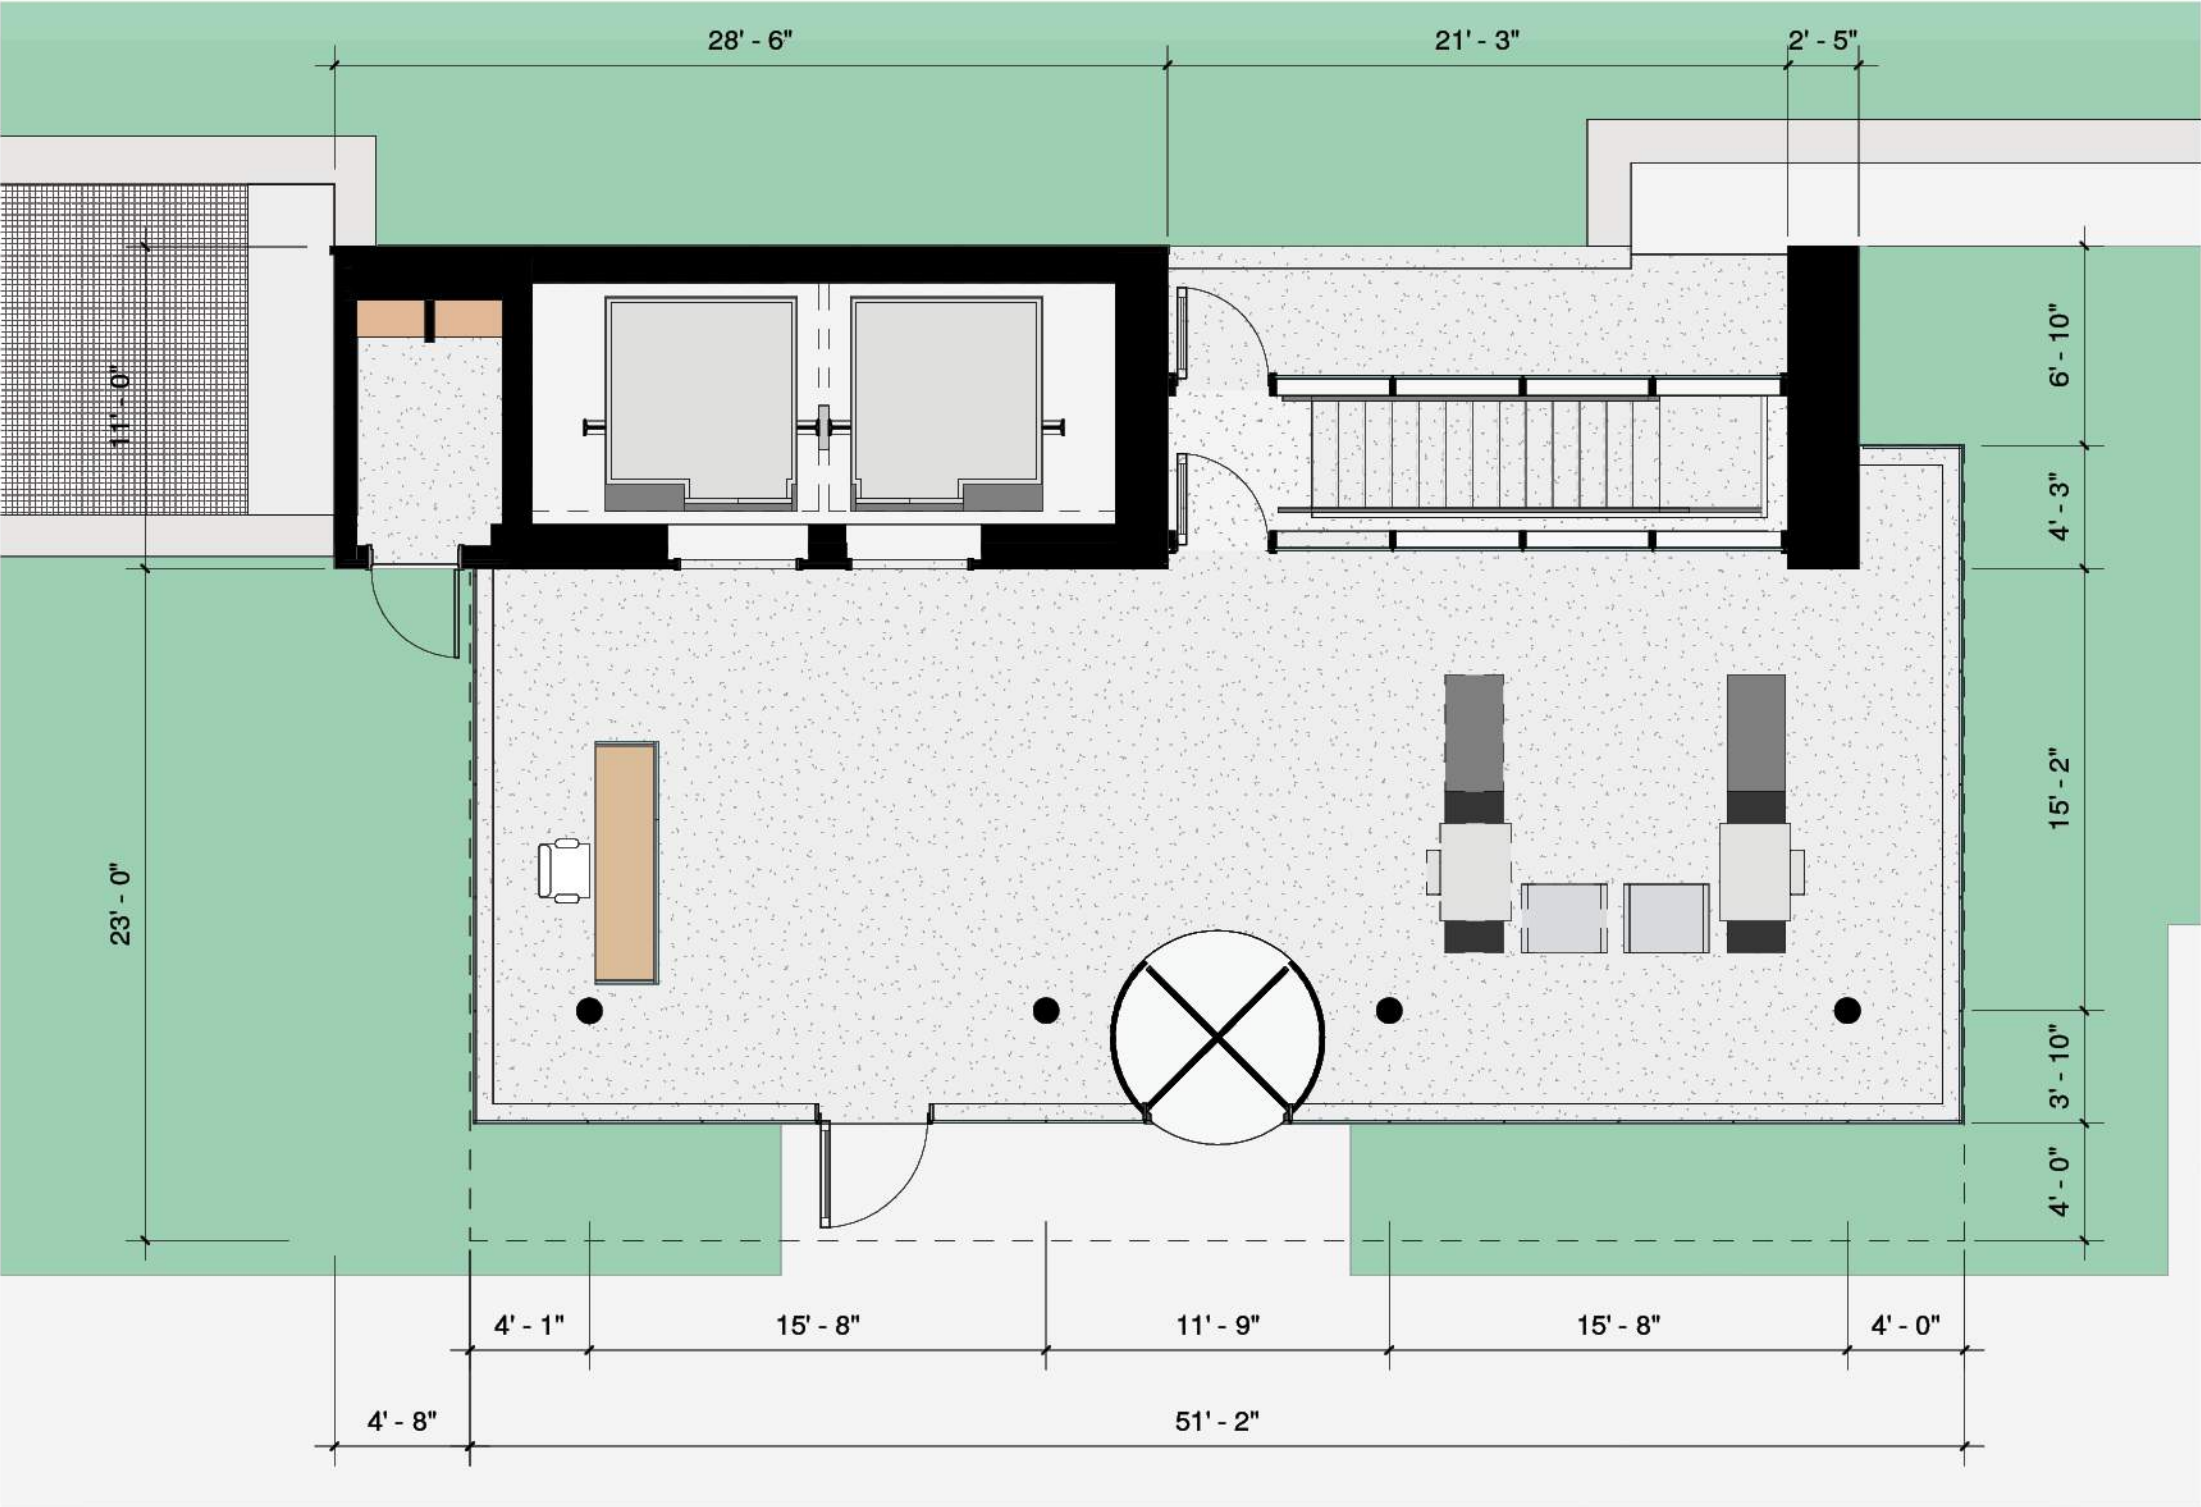 28' - 6"
21' - 3"
2' - 5"
11' - 0"
6' - 10"
4' - 3"
15' - 2"
23' - 0"
3' - 10"
4' - 0"
4' - 1"
15' - 8"
11' - 9"
15' - 8"
4' - 0"
4' - 8"
51' - 2"